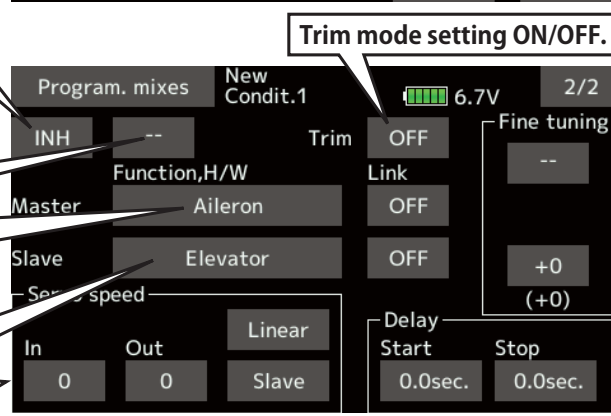 Trim mode setting ON/OFF.
Program. mixes
New
Condit.1
6.7V
2/2
INH
--
Trim
OFF
Fine tuning
--
Function,H/W
Link
Master
Aileron
OFF
Slave
Elevator
OFF
+0
(+0)
Servo speed
Linear
In
Out
0
0
Slave
Delay
Start
Stop
0.0sec.
0.0sec.